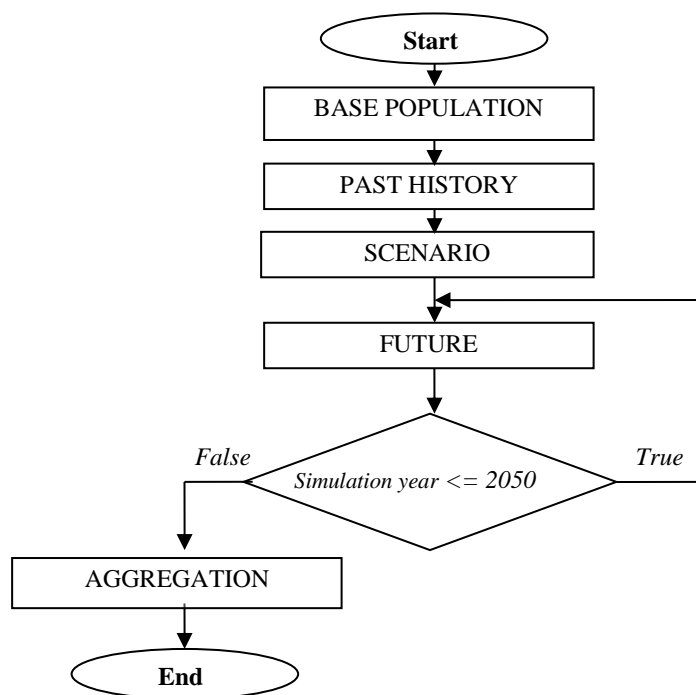 Start
BASE POPULATION
PAST HISTORY
SCENARIO
FUTURE
False
True
Simulation year <= 2050
AGGREGATION
End